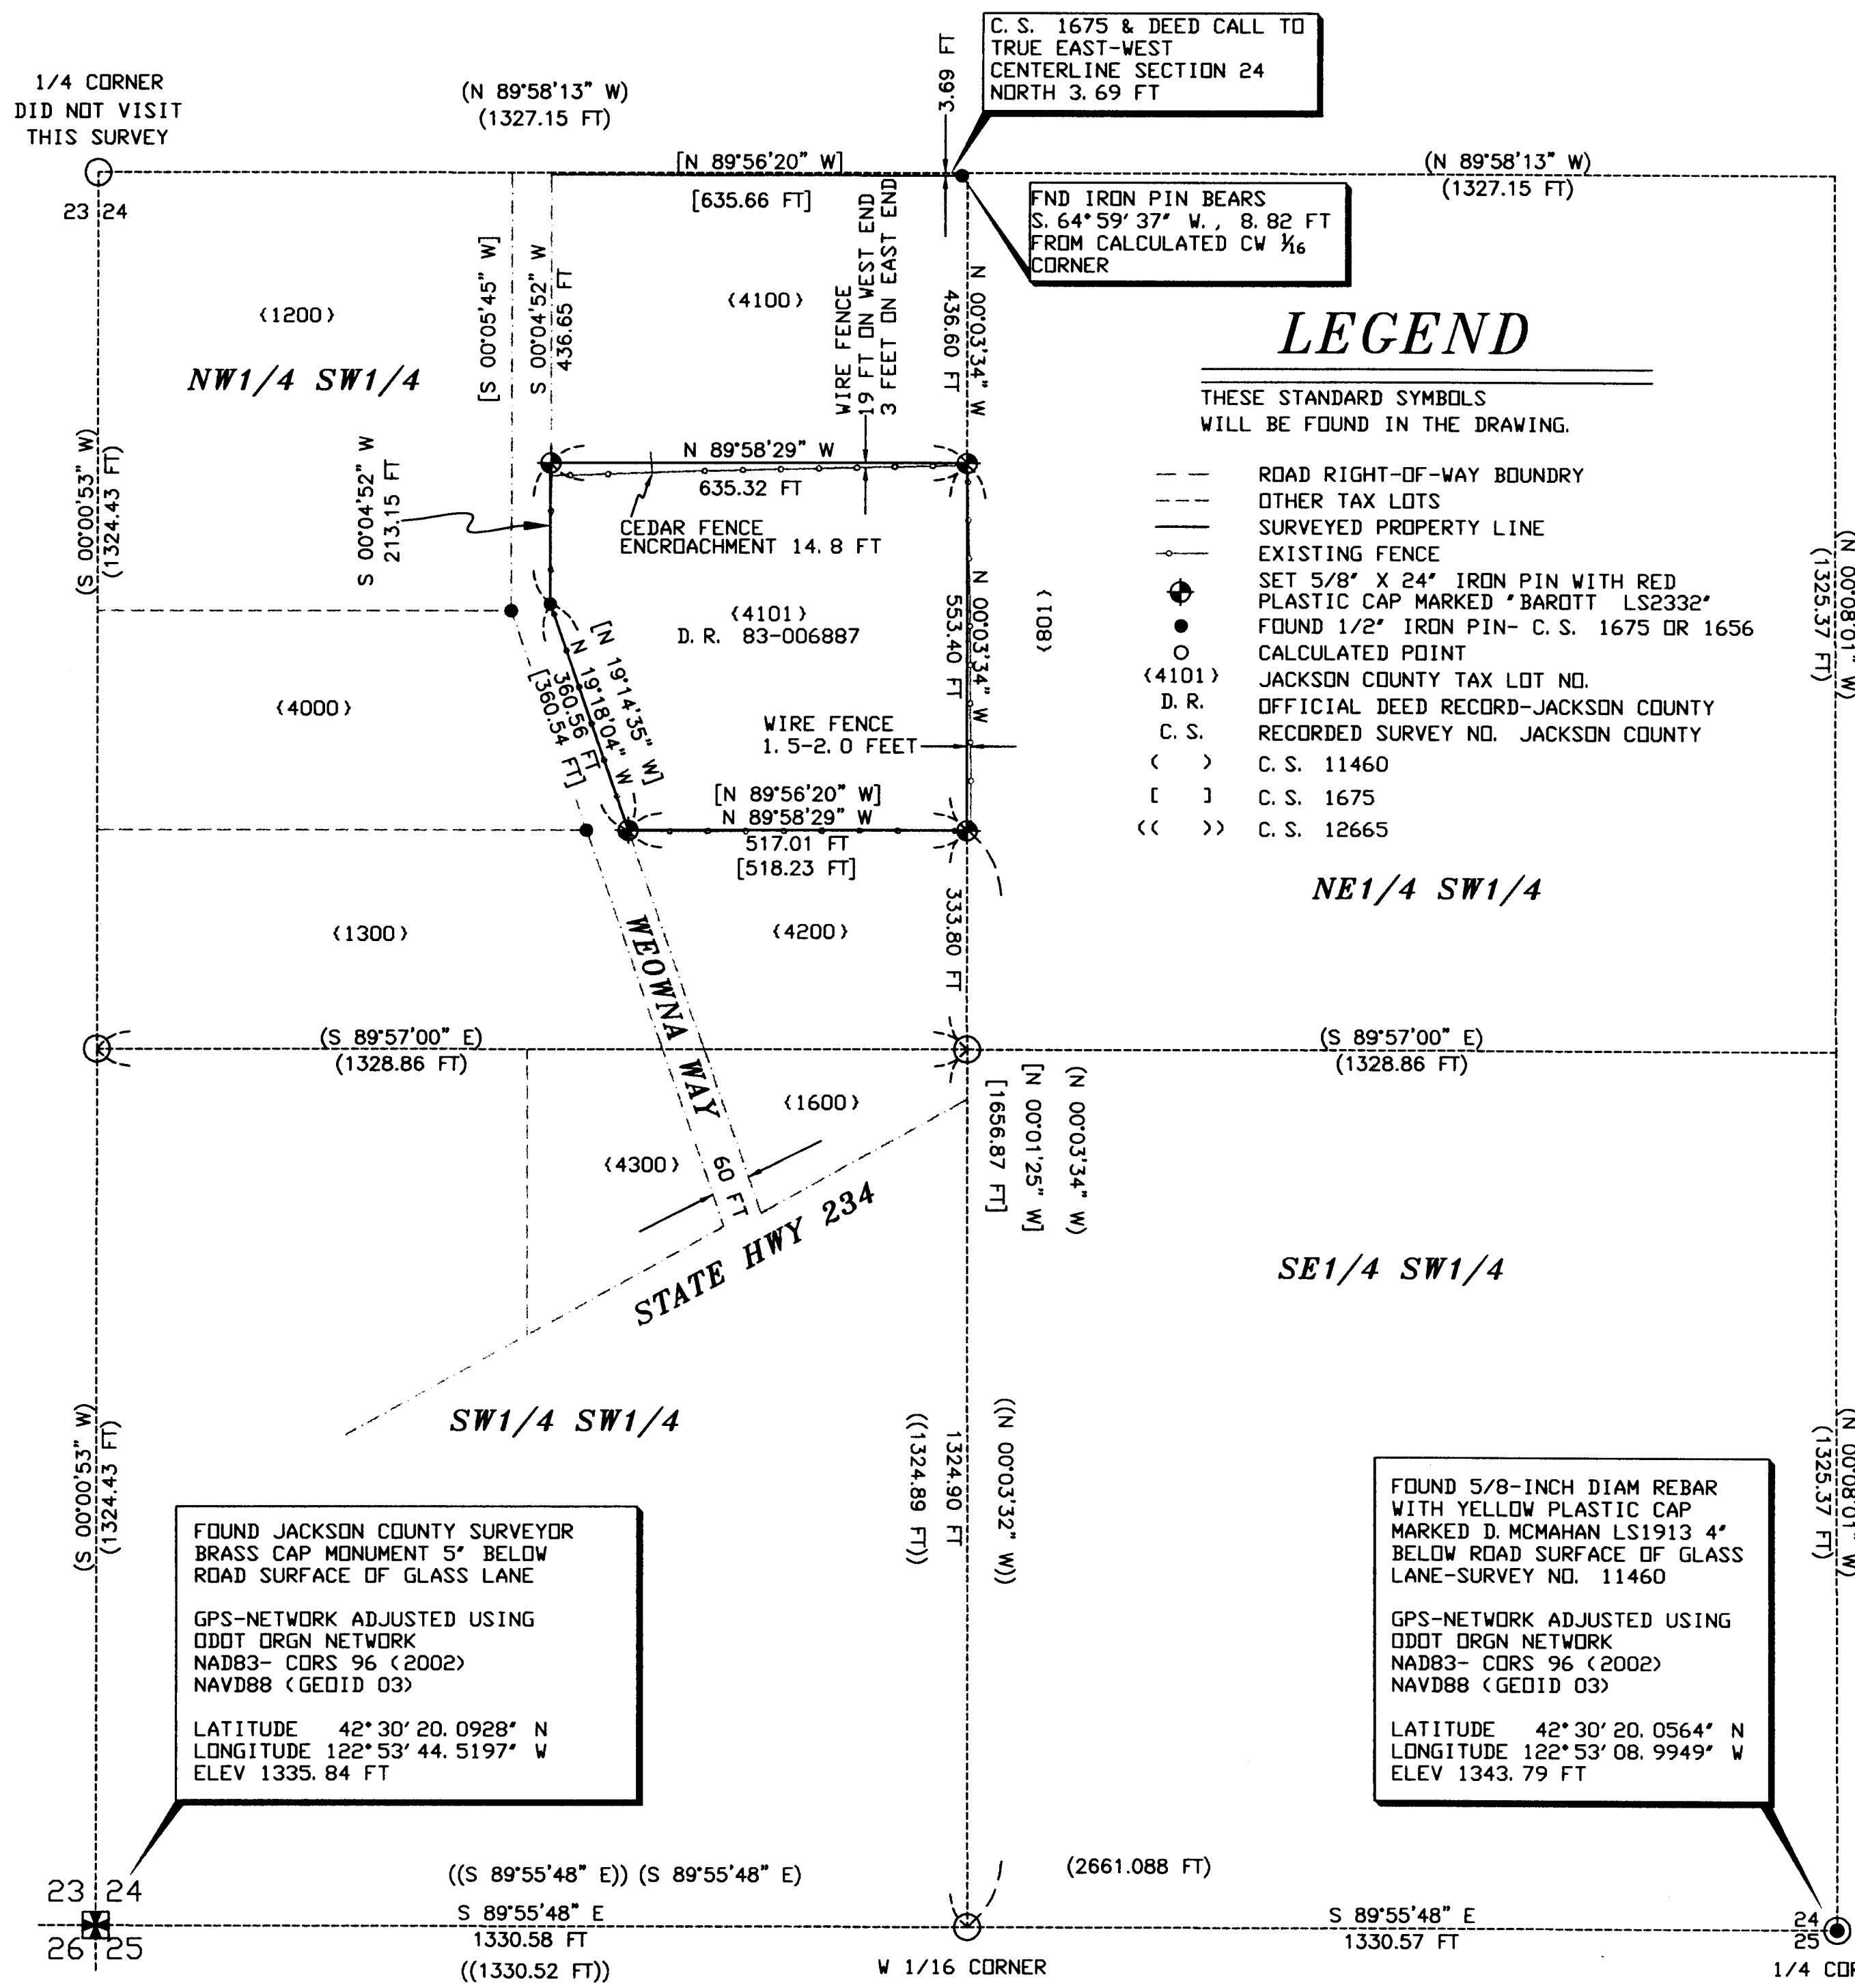 C. S. 1675 & DEED CALL TO
TRUE EAST-WEST
CENTERLINE SECTION 24
NORTH 3.69 FT
3.69 FT
1/4 CORNER
DID NOT VISIT
THIS SURVEY
(N 89°58'13" W)
(1327.15 FT)
[N 89°56'20" W]
[635.66 FT]
(N 89°58'13" W)
(1327.15 FT)
23 24
FND IRON PIN BEARS
S. 64°59'37" W., 8.82 FT
FROM CALCULATED CW 1/16
CORNER
[S 00°05'45" W]
S 00°04'52" W
436.65 FT
WIRE FENCE
19 FT ON WEST END
3 FEET ON EAST END
N 00°03'34" W
436.60 FT
<1200>
<4100>
NW1/4 SW1/4
LEGEND
THESE STANDARD SYMBOLS
WILL BE FOUND IN THE DRAWING.
ROAD RIGHT-OF-WAY BOUNDRY
OTHER TAX LOTS
SURVEYED PROPERTY LINE
EXISTING FENCE
SET 5/8" X 24" IRON PIN WITH RED
PLASTIC CAP MARKED "BAROTT LS2332"
FOUND 1/2" IRON PIN- C. S. 1675 OR 1656
CALCULATED POINT
<4101> JACKSON COUNTY TAX LOT NO.
D. R. OFFICIAL DEED RECORD-JACKSON COUNTY
C. S. RECORDED SURVEY NO. JACKSON COUNTY
( ) C. S. 11460
[ ] C. S. 1675
(( )) C. S. 12665
(S 00°00'53" W)
(1324.43 FT)
S 00°04'52" W
213.15 FT
N 89°58'29" W
635.32 FT
CEDAR FENCE
ENCROACHMENT 14.8 FT
<4101>
D. R. 83-006887
N 00°03'34" W
553.40 FT
<108>
(N 00°08'01" W)
(1325.37 FT)
[N 19°14'35" W]
N 19°18'04" W
360.56 FT
[360.54 FT]
<4000>
WIRE FENCE
1.5-2.0 FEET
[N 89°56'20" W]
N 89°58'29" W
517.01 FT
[518.23 FT]
NE1/4 SW1/4
<1300>
<4200>
333.80 FT
WEOWNA WAY
60 FT
(S 89°57'00" E)
(1328.86 FT)
(S 89°57'00" E)
(1328.86 FT)
<1600>
<4300>
(N 00°03'34" W)
[N 00°01'25" W]
[1656.87 FT]
STATE HWY 234
SE1/4 SW1/4
SW1/4 SW1/4
(S 00°00'53" W)
(1324.43 FT)
((N 00°03'32" W))
1324.90 FT
((1324.89 FT))
(N 00°08'01" W)
(1325.37 FT)
FOUND JACKSON COUNTY SURVEYOR
BRASS CAP MONUMENT 5" BELOW
ROAD SURFACE OF GLASS LANE
GPS-NETWORK ADJUSTED USING
ODOT ORGN NETWORK
NAD83- CORS 96 (2002)
NAVD88 (GEOID 03)
LATITUDE 42°30'20.0928" N
LONGITUDE 122°53'44.5197" W
ELEV 1335.84 FT
FOUND 5/8-INCH DIAM REBAR
WITH YELLOW PLASTIC CAP
MARKED D. MCMAHAN LS1913 4"
BELOW ROAD SURFACE OF GLASS
LANE-SURVEY NO. 11460
GPS-NETWORK ADJUSTED USING
ODOT ORGN NETWORK
NAD83- CORS 96 (2002)
NAVD88 (GEOID 03)
LATITUDE 42°30'20.0564" N
LONGITUDE 122°53'08.9949" W
ELEV 1343.79 FT
23 24
26 25
((S 89°55'48" E)) (S 89°55'48" E)
S 89°55'48" E
1330.58 FT
((1330.52 FT))
(2661.088 FT)
S 89°55'48" E
1330.57 FT
W 1/16 CORNER
24
25
1/4 COR